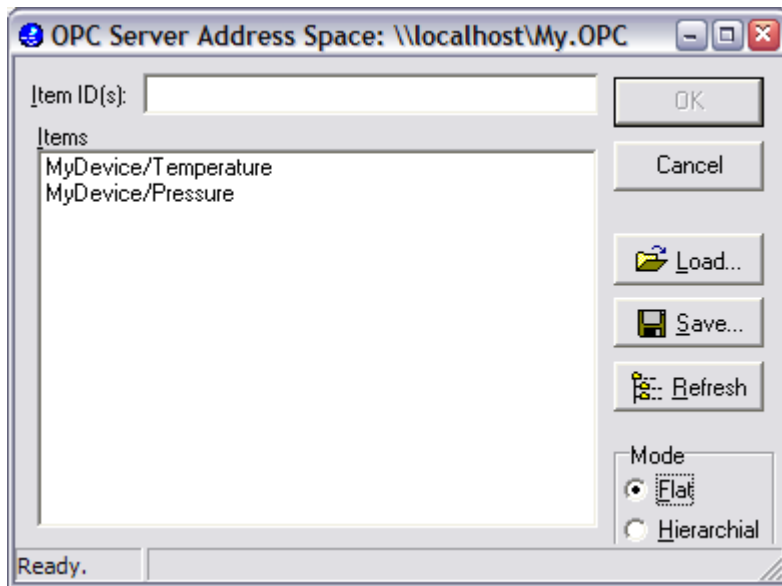 OPC Server Address Space: \\localhost\My.OPC
Item ID(s):
OK
Items
MyDevice/Temperature
MyDevice/Pressure
Cancel
Load...
Save...
Refresh
Mode
Flat
Hierarchial
Ready.